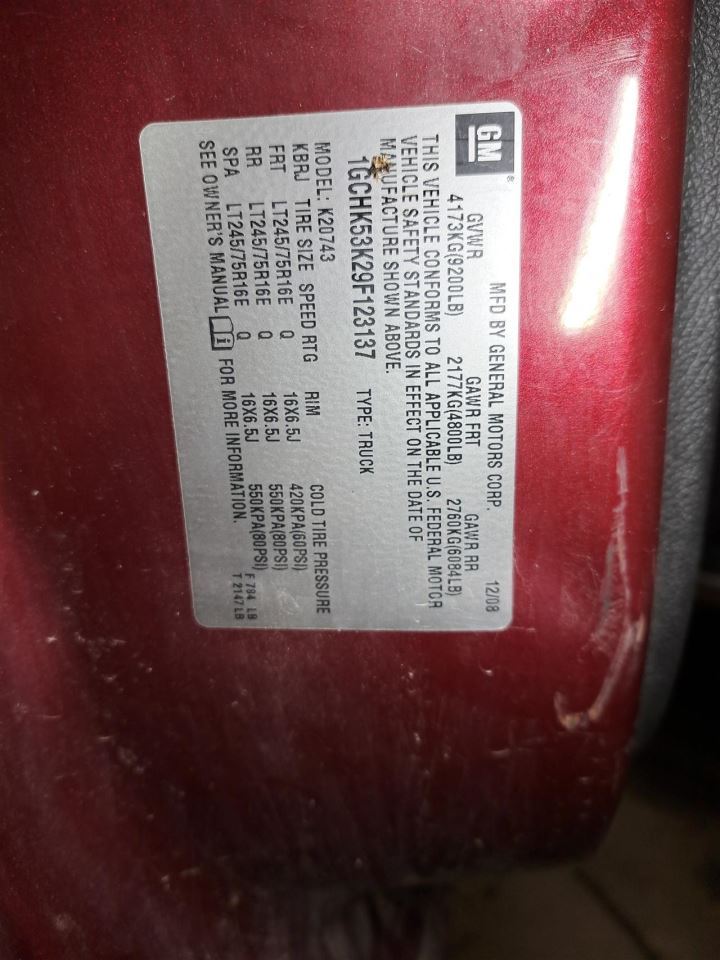 GM ®
MFD BY GENERAL MOTORS CORP. 12/08
GVWR GAWR FRT GAWR RR
4173KG(9200LB) 2177KG(4800LB) 2760KG(6084LB)
THIS VEHICLE CONFORMS TO ALL APPLICABLE U.S. FEDERAL MOTOR
VEHICLE SAFETY STANDARDS IN EFFECT ON THE DATE OF
MANUFACTURE SHOWN ABOVE.
1GCHK53K29F123137 TYPE: TRUCK
MODEL: K20743
KBRJ TIRE SIZE SPEED RTG RIM COLD TIRE PRESSURE
FRT LT245/75R16E Q 16X6.5J 420KPA(60PSI)
RR LT245/75R16E Q 16X6.5J 550KPA(80PSI)
SPA LT245/75R16E Q 16X6.5J 550KPA(80PSI) F 784 LB
SEE OWNER'S MANUAL FOR MORE INFORMATION. T 2147 LB